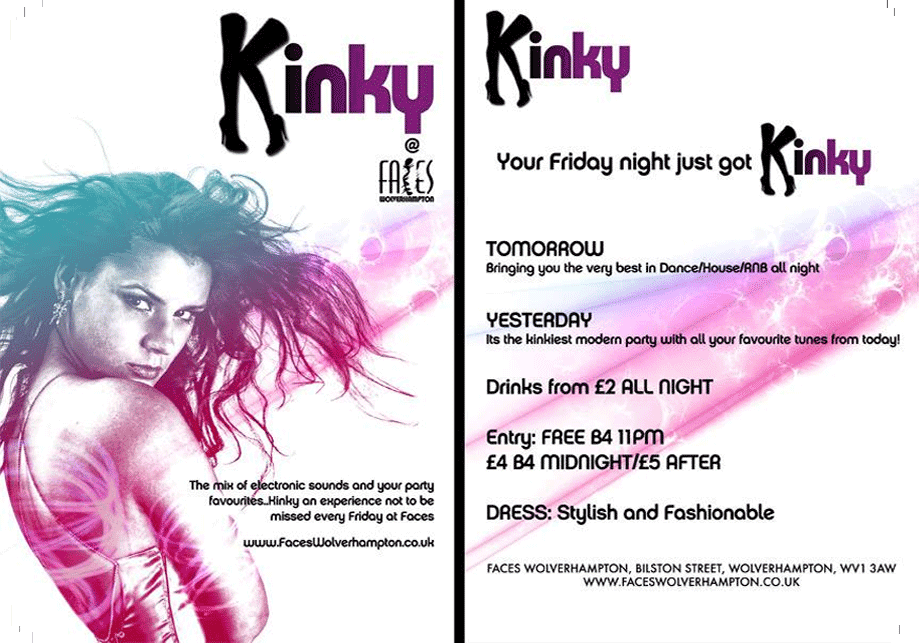 Kinky
@
FACES
WOLVERHAMPTON
The mix of electronic sounds and your party
favourites..Kinky an experience not to be
missed every Friday at Faces
www.FacesWolverhampton.co.uk
Kinky
Your Friday night just got Kinky
TOMORROW
Bringing you the very best in Dance/House/RNB all night
YESTERDAY
Its the kinkiest modern party with all your favourite tunes from today!
Drinks from £2 ALL NIGHT
Entry: FREE B4 11PM
£4 B4 MIDNIGHT/£5 AFTER
DRESS: Stylish and Fashionable
FACES WOLVERHAMPTON, BILSTON STREET, WOLVERHAMPTON, WV1 3AW
WWW.FACESWOLVERHAMPTON.CO.UK